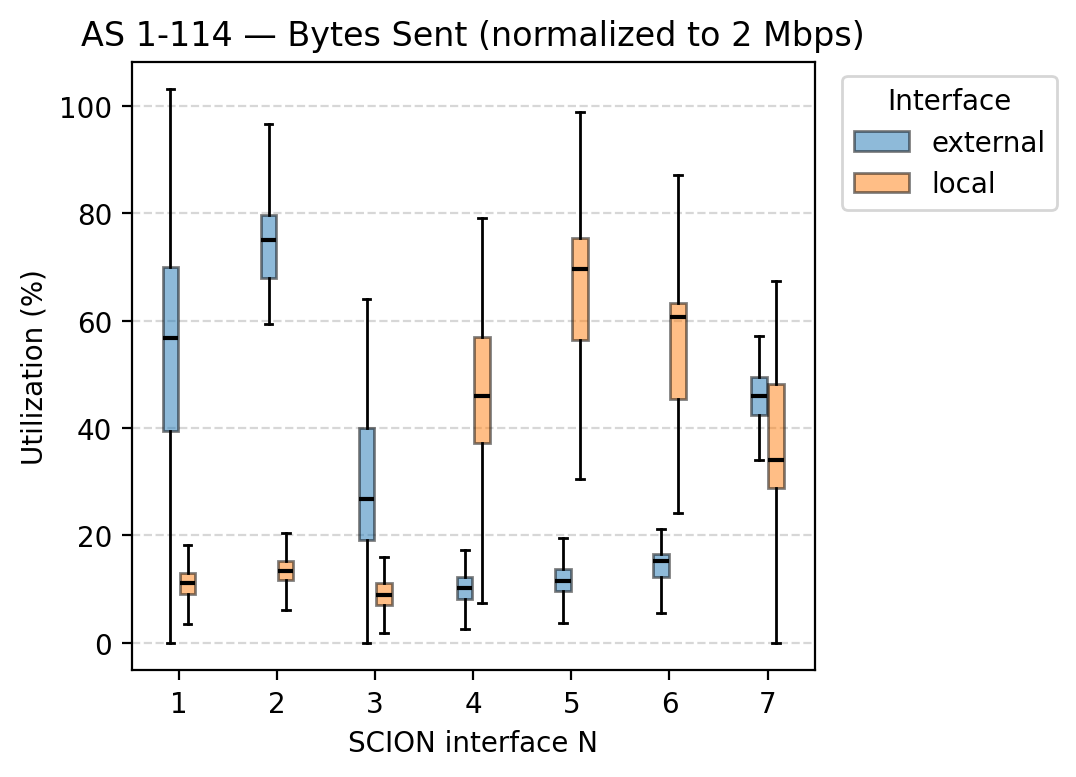 AS 1-114 — Bytes Sent (normalized to 2 Mbps)
Utilization (%)
100
80
60
40
20
0
1 2 3 4 5 6 7
SCION interface N
Interface
external
local